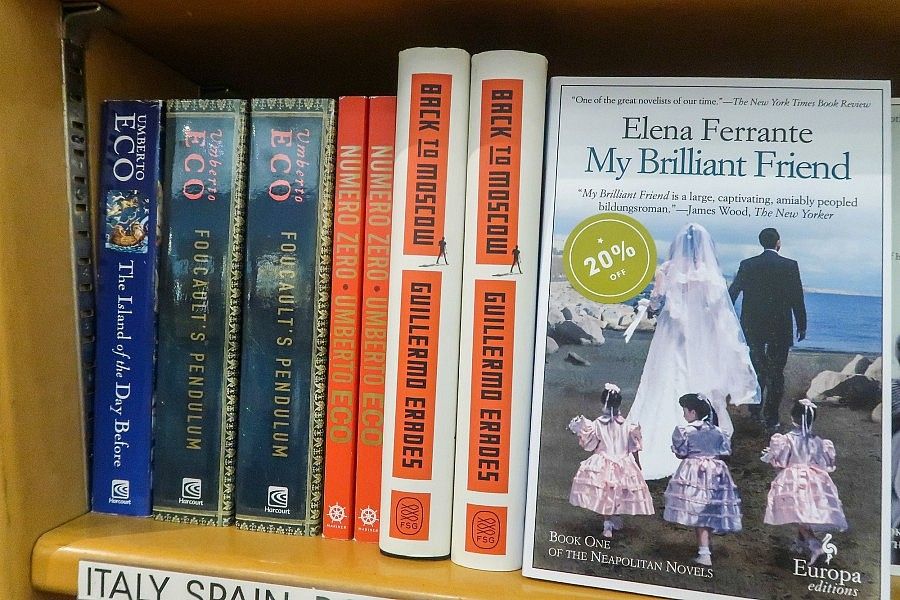 UMBERTO
ECO
The Island of the Day Before
Harcourt
Umberto
ECO
FOUCAULT'S PENDULUM
Harcourt
Umberto
ECO
FOUCAULT'S PENDULUM
Harcourt
NUMERO ZERO • UMBERTO ECO
MARINER
NUMERO ZERO • UMBERTO ECO
MARINER
BACK TO MOSCOW
GUILLERMO ERADES
FSG
BACK TO MOSCOW
GUILLERMO ERADES
FSG
"One of the great novelists of our time."—The New York Times Book Review
Elena Ferrante
My Brilliant Friend
"My Brilliant Friend is a large, captivating, amiably peopled
bildungsroman."—James Wood, The New Yorker
20%
OFF
BOOK ONE
OF THE NEAPOLITAN NOVELS
Europa
editions
ITALY, SPAIN,